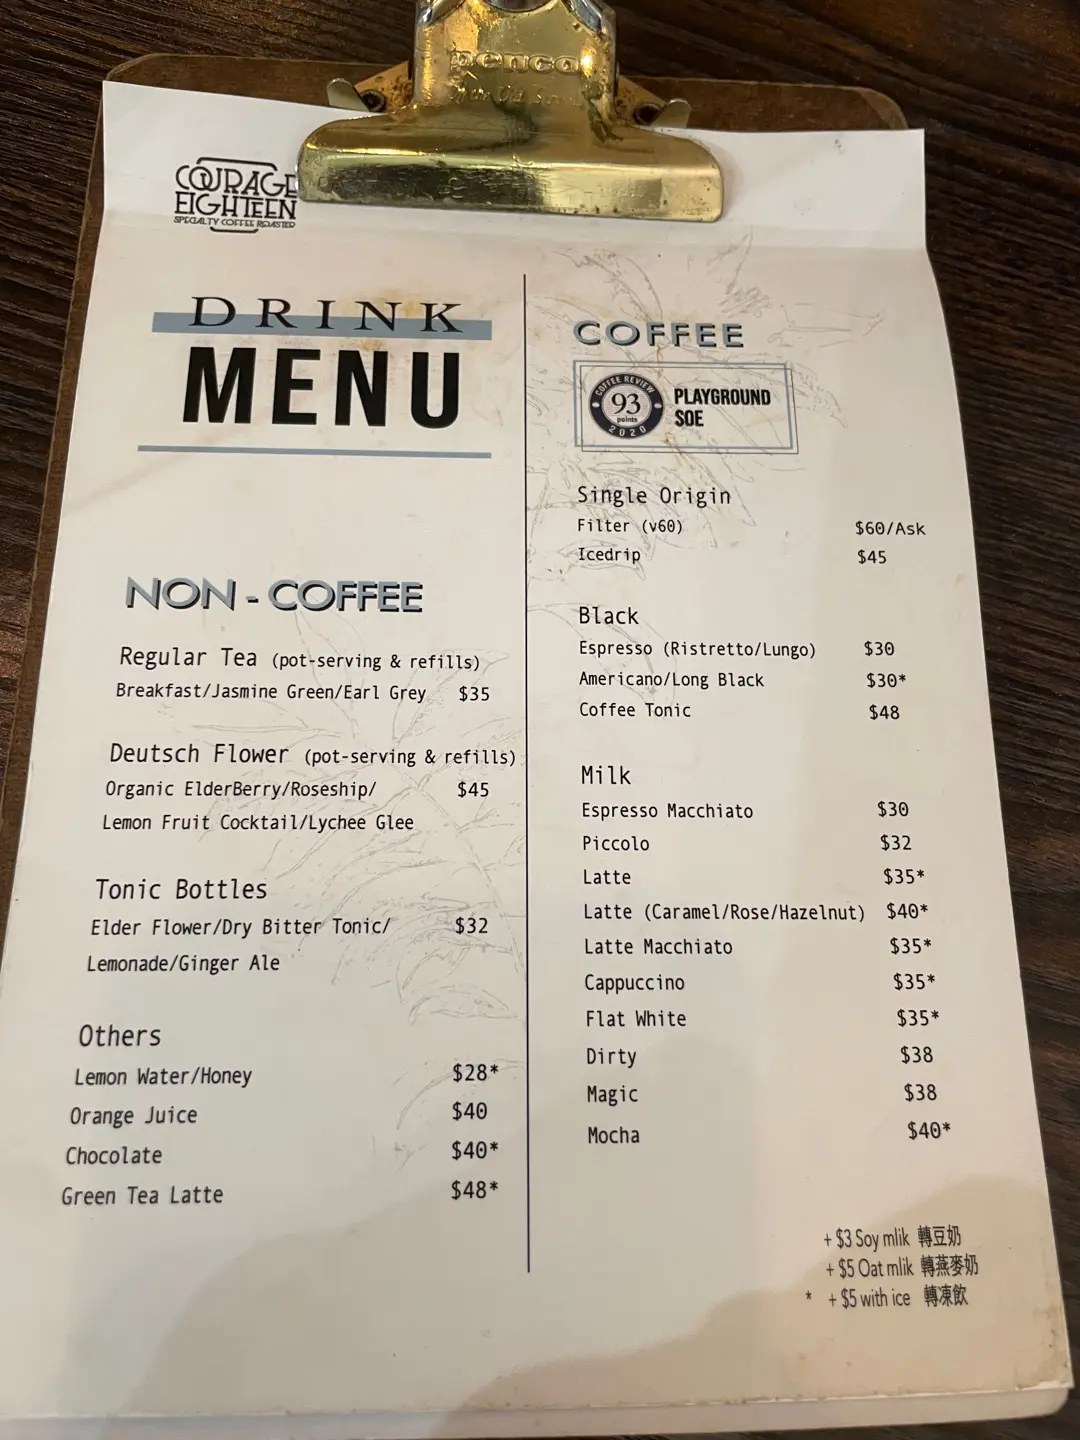 penco
COURAGE
EIGHTEEN
SPECIALTY COFFEE ROASTER
DRINK
MENU
NON - COFFEE
Regular Tea (pot-serving & refills)
Breakfast/Jasmine Green/Earl Grey $35
Deutsch Flower (pot-serving & refills)
Organic ElderBerry/Roseship/ $45
Lemon Fruit Cocktail/Lychee Glee
Tonic Bottles
Elder Flower/Dry Bitter Tonic/ $32
Lemonade/Ginger Ale
Others
Lemon Water/Honey $28*
Orange Juice $40
Chocolate $40*
Green Tea Latte $48*
COFFEE
COFFEE REVIEW
93
points
2020
PLAYGROUND
SOE
Single Origin
Filter (v60) $60/Ask
Icedrip $45
Black
Espresso (Ristretto/Lungo) $30
Americano/Long Black $30*
Coffee Tonic $48
Milk
Espresso Macchiato $30
Piccolo $32
Latte $35*
Latte (Caramel/Rose/Hazelnut) $40*
Latte Macchiato $35*
Cappuccino $35*
Flat White $35*
Dirty $38
Magic $38
Mocha $40*
+ $3 Soy mlik 轉豆奶
+ $5 Oat mlik 轉燕麥奶
* + $5 with ice 轉凍飲